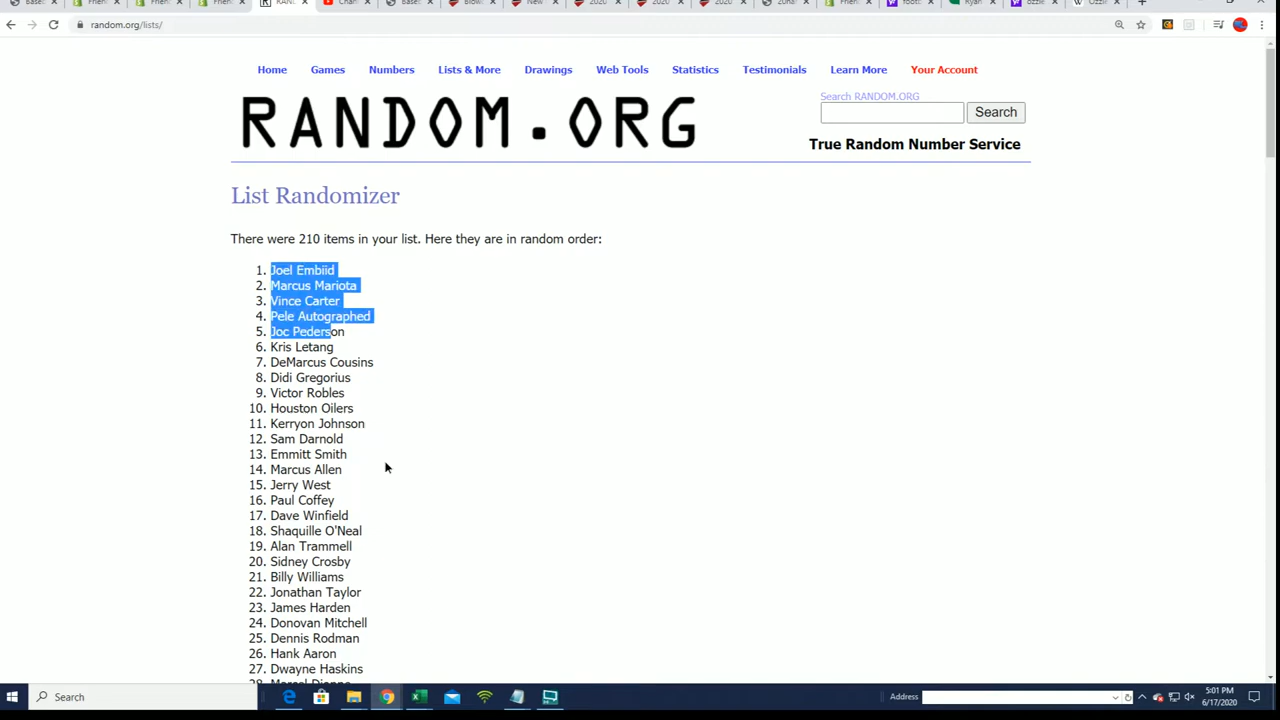 random.org/lists/
Home Games Numbers Lists & More Drawings Web Tools Statistics Testimonials Learn More Your Account
RANDOM.ORG
Search RANDOM.ORG
Search
True Random Number Service
List Randomizer
There were 210 items in your list. Here they are in random order:
1. Joel Embiid
2. Marcus Mariota
3. Vince Carter
4. Pele Autographed
5. Joc Pederson
6. Kris Letang
7. DeMarcus Cousins
8. Didi Gregorius
9. Victor Robles
10. Houston Oilers
11. Kerryon Johnson
12. Sam Darnold
13. Emmitt Smith
14. Marcus Allen
15. Jerry West
16. Paul Coffey
17. Dave Winfield
18. Shaquille O'Neal
19. Alan Trammell
20. Sidney Crosby
21. Billy Williams
22. Jonathan Taylor
23. James Harden
24. Donovan Mitchell
25. Dennis Rodman
26. Hank Aaron
27. Dwayne Haskins
Search
Address
5:01 PM
6/17/2020